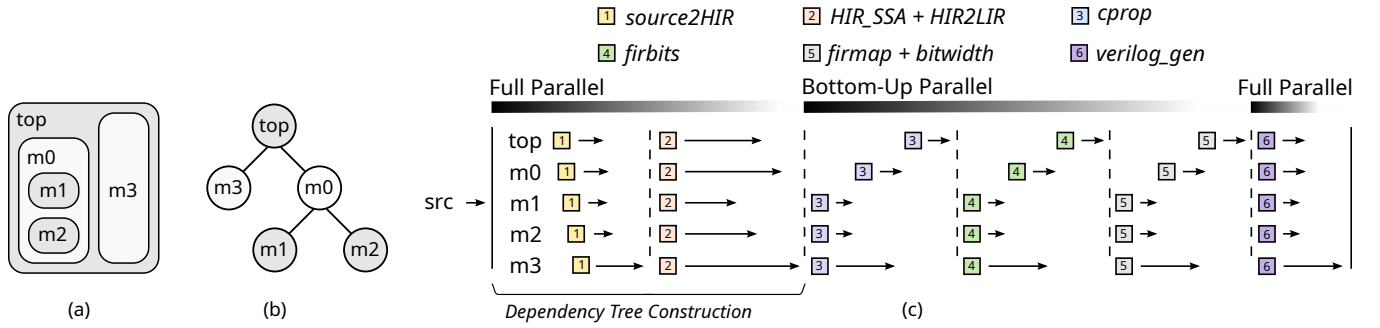 1 source2HIR 2 HIR_SSA + HIR2LIR 3 cprop
4 firbits 5 firmap + bitwidth 6 verilog_gen
Full Parallel Bottom-Up Parallel Full Parallel
top
m0
m1
m2
m3
top
m3 m0
m1 m2
src
top 1 2 3 4 5 6
m0 1 2 3 4 5 6
m1 1 2 3 4 5 6
m2 1 2 3 4 5 6
m3 1 2 3 4 5 6
Dependency Tree Construction
(a) (b) (c)